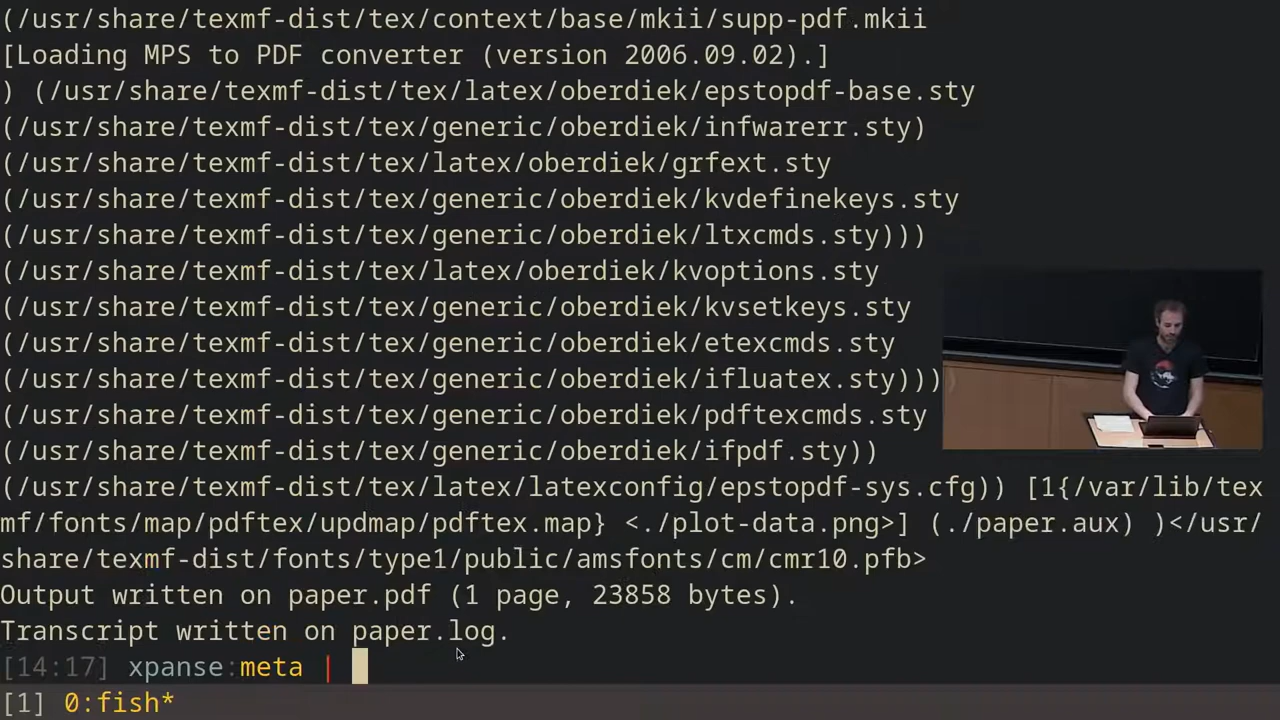 (/usr/share/texmf-dist/tex/context/base/mkii/supp-pdf.mkii
[Loading MPS to PDF converter (version 2006.09.02).]
) (/usr/share/texmf-dist/tex/latex/oberdiek/epstopdf-base.sty
(/usr/share/texmf-dist/tex/generic/oberdiek/infwarerr.sty)
(/usr/share/texmf-dist/tex/latex/oberdiek/grfext.sty
(/usr/share/texmf-dist/tex/generic/oberdiek/kvdefinekeys.sty
(/usr/share/texmf-dist/tex/generic/oberdiek/ltxcmds.sty)))
(/usr/share/texmf-dist/tex/latex/oberdiek/kvoptions.sty
(/usr/share/texmf-dist/tex/generic/oberdiek/kvsetkeys.sty
(/usr/share/texmf-dist/tex/generic/oberdiek/etexcmds.sty
(/usr/share/texmf-dist/tex/generic/oberdiek/ifluatex.sty)))
(/usr/share/texmf-dist/tex/generic/oberdiek/pdftexcmds.sty
(/usr/share/texmf-dist/tex/generic/oberdiek/ifpdf.sty))
(/usr/share/texmf-dist/tex/latex/latexconfig/epstopdf-sys.cfg)) [1{/var/lib/tex
mf/fonts/map/pdftex/updmap/pdftex.map} <./plot-data.png>] (./paper.aux) )</usr/
share/texmf-dist/fonts/type1/public/amsfonts/cm/cmr10.pfb>
Output written on paper.pdf (1 page, 23858 bytes).
Transcript written on paper.log.
[14:17] xpanse:meta |
[1] 0:fish*